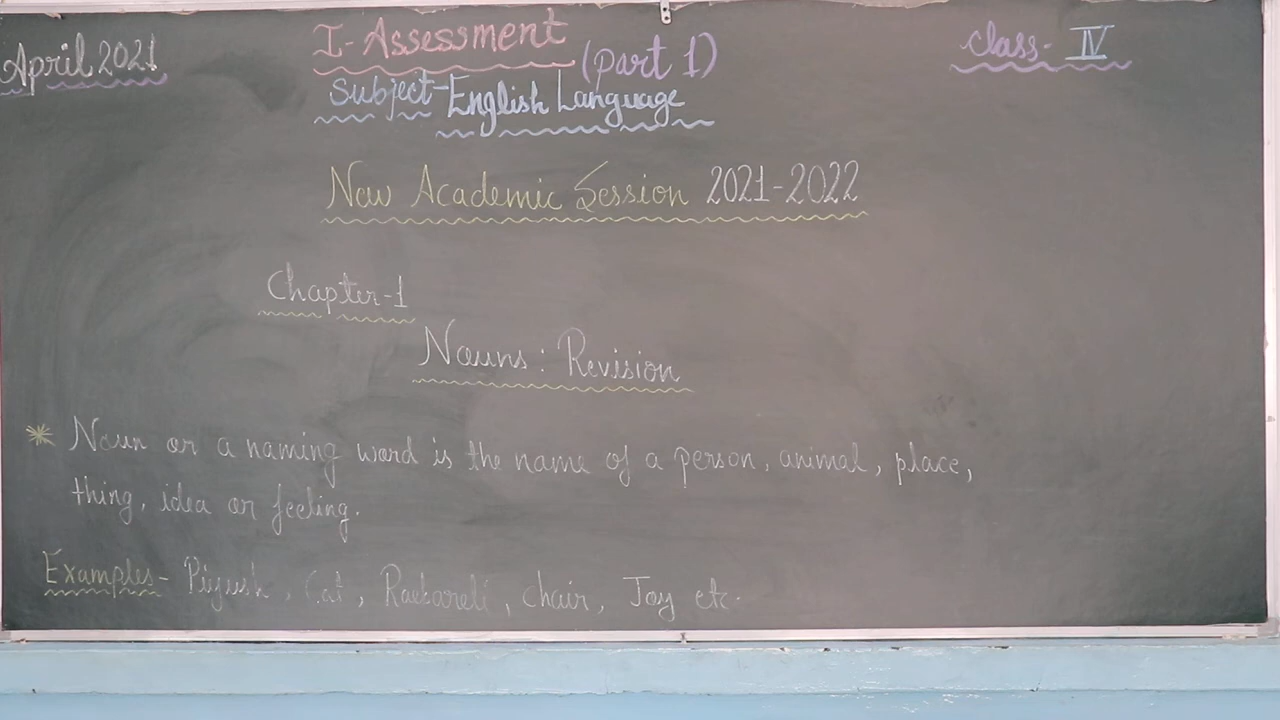 April 2021
I-Assessment (part 1)
class- IV
Subject-English Language
New Academic Session 2021-2022
Chapter-1
Nouns: Revision
* Noun or a naming word is the name of a person, animal, place,
thing, idea or feeling.
Examples- Piyush, Cat, Raebareli, chair, Joy etc.